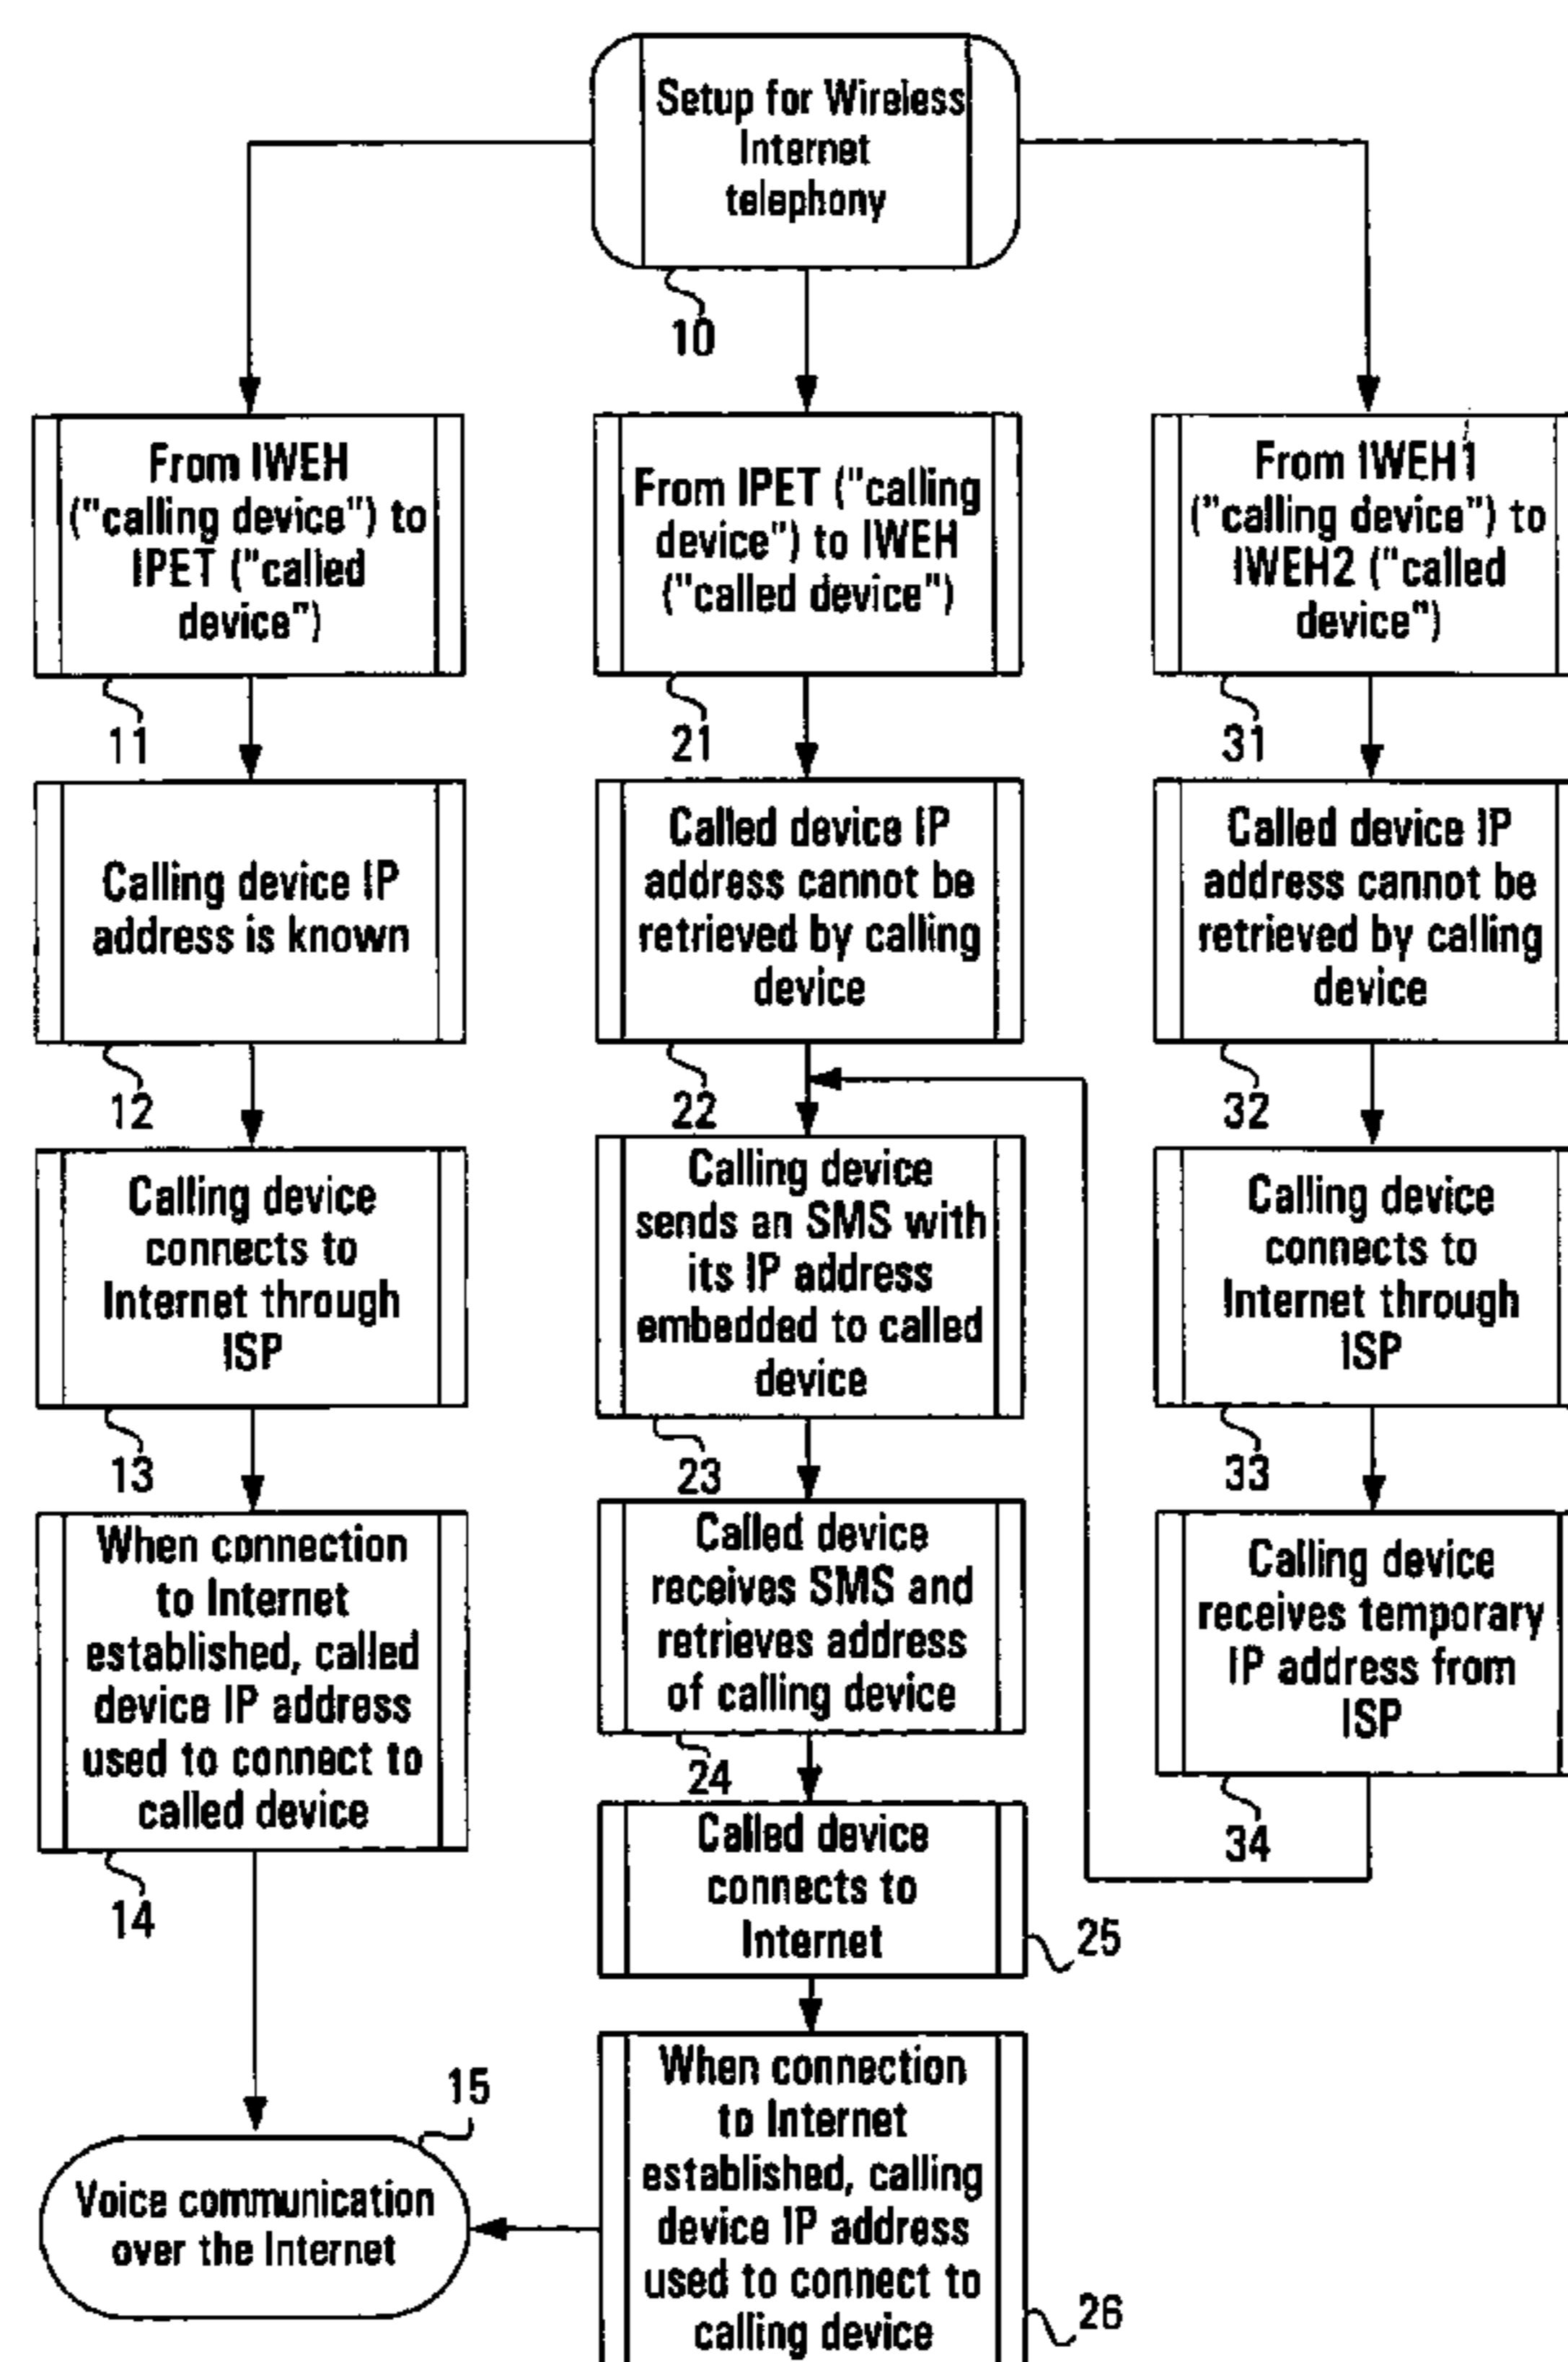 Setup for Wireless
Internet
telephony
10
From IWEH
("calling device") to
IPET ("called
device")
11
Calling device IP
address is known
12
Calling device
connects to
Internet through
ISP
13
When connection
to Internet
established, called
device IP address
used to connect to
called device
14
15
Voice communication
over the Internet
From IPET ("calling
device") to IWEH
("called device")
21
Called device IP
address cannot be
retrieved by calling
device
22
Calling device
sends an SMS with
its IP address
embedded to called
device
23
Called device
receives SMS and
retrieves address
of calling device
24
Called device
connects to
Internet
25
When connection
to Internet
established, calling
device IP address
used to connect to
calling device
26
From IWEH1
("calling device") to
IWEH2 ("called
device")
31
Called device IP
address cannot be
retrieved by calling
device
32
Calling device
connects to
Internet through
ISP
33
Calling device
receives temporary
IP address from
ISP
34